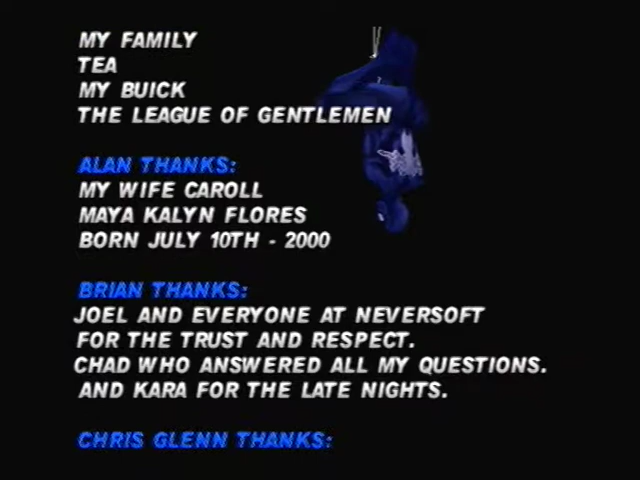 MY FAMILY
TEA
MY BUICK
THE LEAGUE OF GENTLEMEN
ALAN THANKS:
MY WIFE CAROLL
MAYA KALYN FLORES
BORN JULY 10TH - 2000
BRIAN THANKS:
JOEL AND EVERYONE AT NEVERSOFT
FOR THE TRUST AND RESPECT.
CHAD WHO ANSWERED ALL MY QUESTIONS.
AND KARA FOR THE LATE NIGHTS.
CHRIS GLENN THANKS: